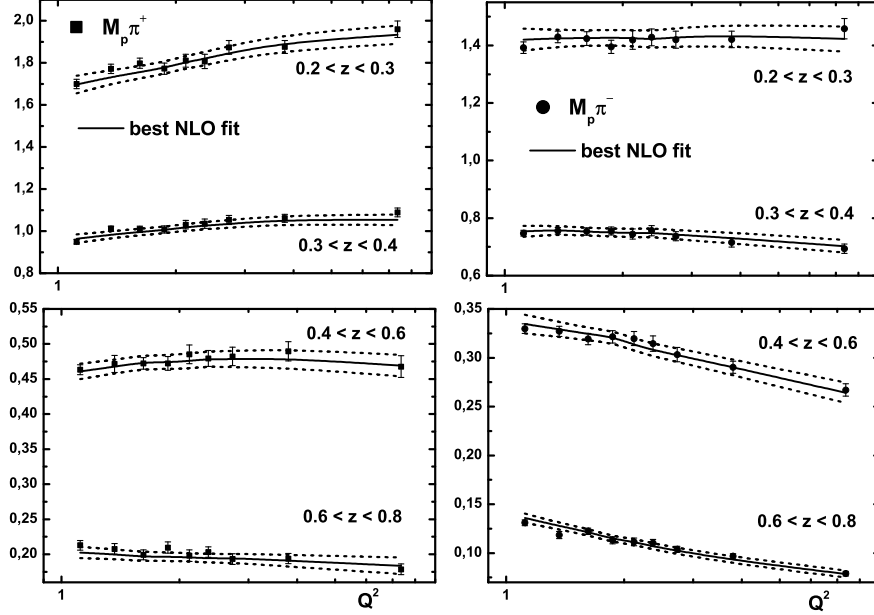 2,0
1,8
1,6
1,4
1,2
1,0
0,8
M_pπ^+
0.2 < z < 0.3
best NLO fit
0.3 < z < 0.4
1
1,4
1,2
1,0
0,8
0,6
0.2 < z < 0.3
M_pπ^-
best NLO fit
0.3 < z < 0.4
1
0,55
0,50
0,45
0,40
0,35
0,30
0,25
0,20
0.4 < z < 0.6
0.6 < z < 0.8
1
Q^2
0,35
0,30
0,25
0,20
0,15
0,10
0.4 < z < 0.6
0.6 < z < 0.8
1
Q^2